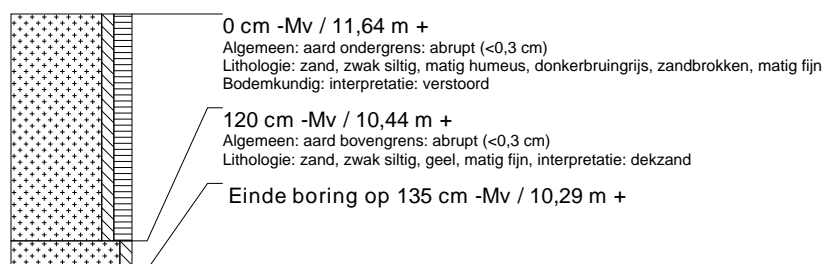 0 cm -Mv / 11,64 m +
Algemeen: aard ondergrens: abrupt (<0,3 cm)
Lithologie: zand, zwak siltig, matig humeus, donkerbruingrijs, zandbrokken, matig fijn
Bodemkundig: interpretatie: verstoord
120 cm -Mv / 10,44 m +
Algemeen: aard bovengrens: abrupt (<0,3 cm)
Lithologie: zand, zwak siltig, geel, matig fijn, interpretatie: dekzand
Einde boring op 135 cm -Mv / 10,29 m +